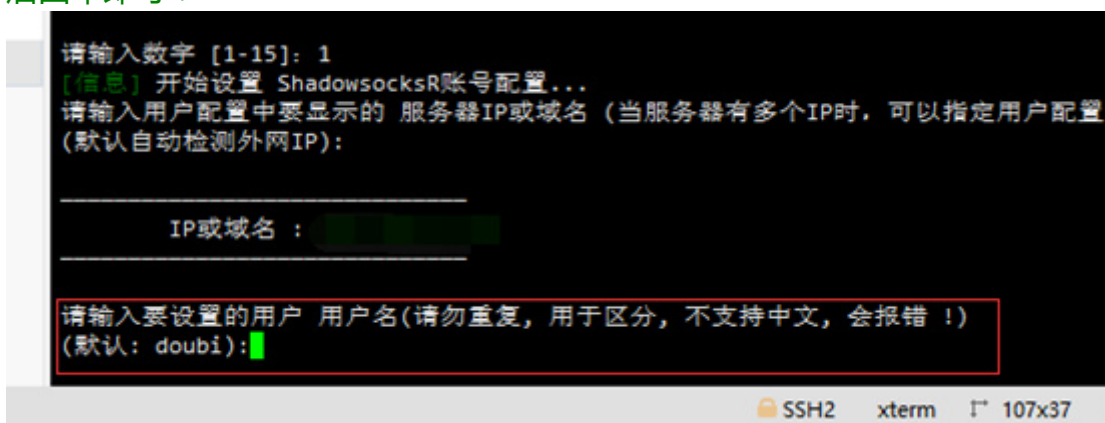 请输入数字 [1-15]: 1
[信息] 开始设置 ShadowsocksR账号配置...
请输入用户配置中要显示的 服务器IP或域名 (当服务器有多个IP时，可以指定用户配置
(默认自动检测外网IP):
IP或域名 :
请输入要设置的用户 用户名(请勿重复, 用于区分, 不支持中文, 会报错 !)
(默认: doubi):
SSH2 xterm 107x37